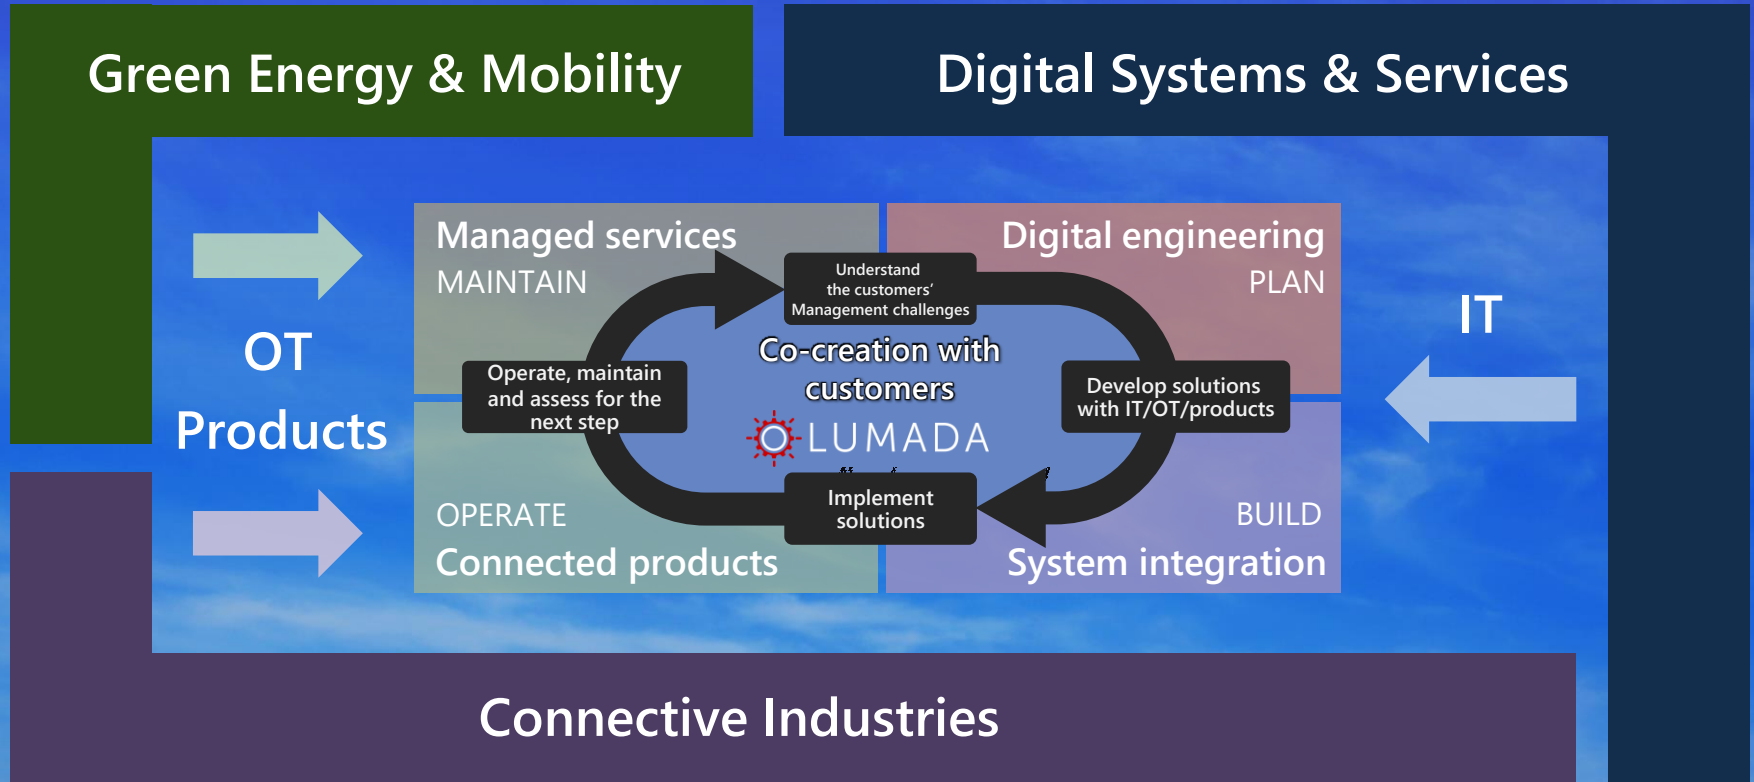 Green Energy & Mobility
Digital Systems & Services
Managed services
MAINTAIN
Digital engineering
PLAN
Understand
the customers’
Management challenges
OT
Products
IT
Co-creation with
customers
LUMADA
Operate, maintain
and assess for the
next step
Develop solutions
with IT/OT/products
Implement
solutions
OPERATE
Connected products
BUILD
System integration
Connective Industries